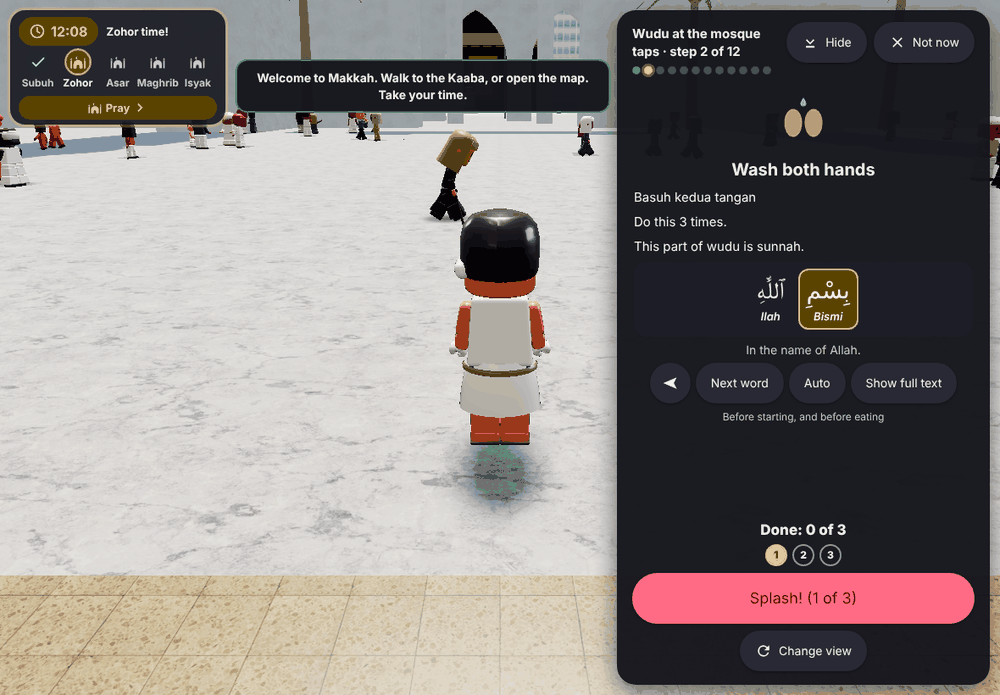 12:08 Zohor time!
Subuh Zohor Asar Maghrib Isyak
Pray
Welcome to Makkah. Walk to the Kaaba, or open the map.
Take your time.
Wudu at the mosque
taps · step 2 of 12
Hide
Not now
Wash both hands
Basuh kedua tangan
Do this 3 times.
This part of wudu is sunnah.
بِسْمِ ٱللَّهِ
Bismi llah
In the name of Allah.
Next word Auto Show full text
Before starting, and before eating
Done: 0 of 3
1 2 3
Splash! (1 of 3)
Change view